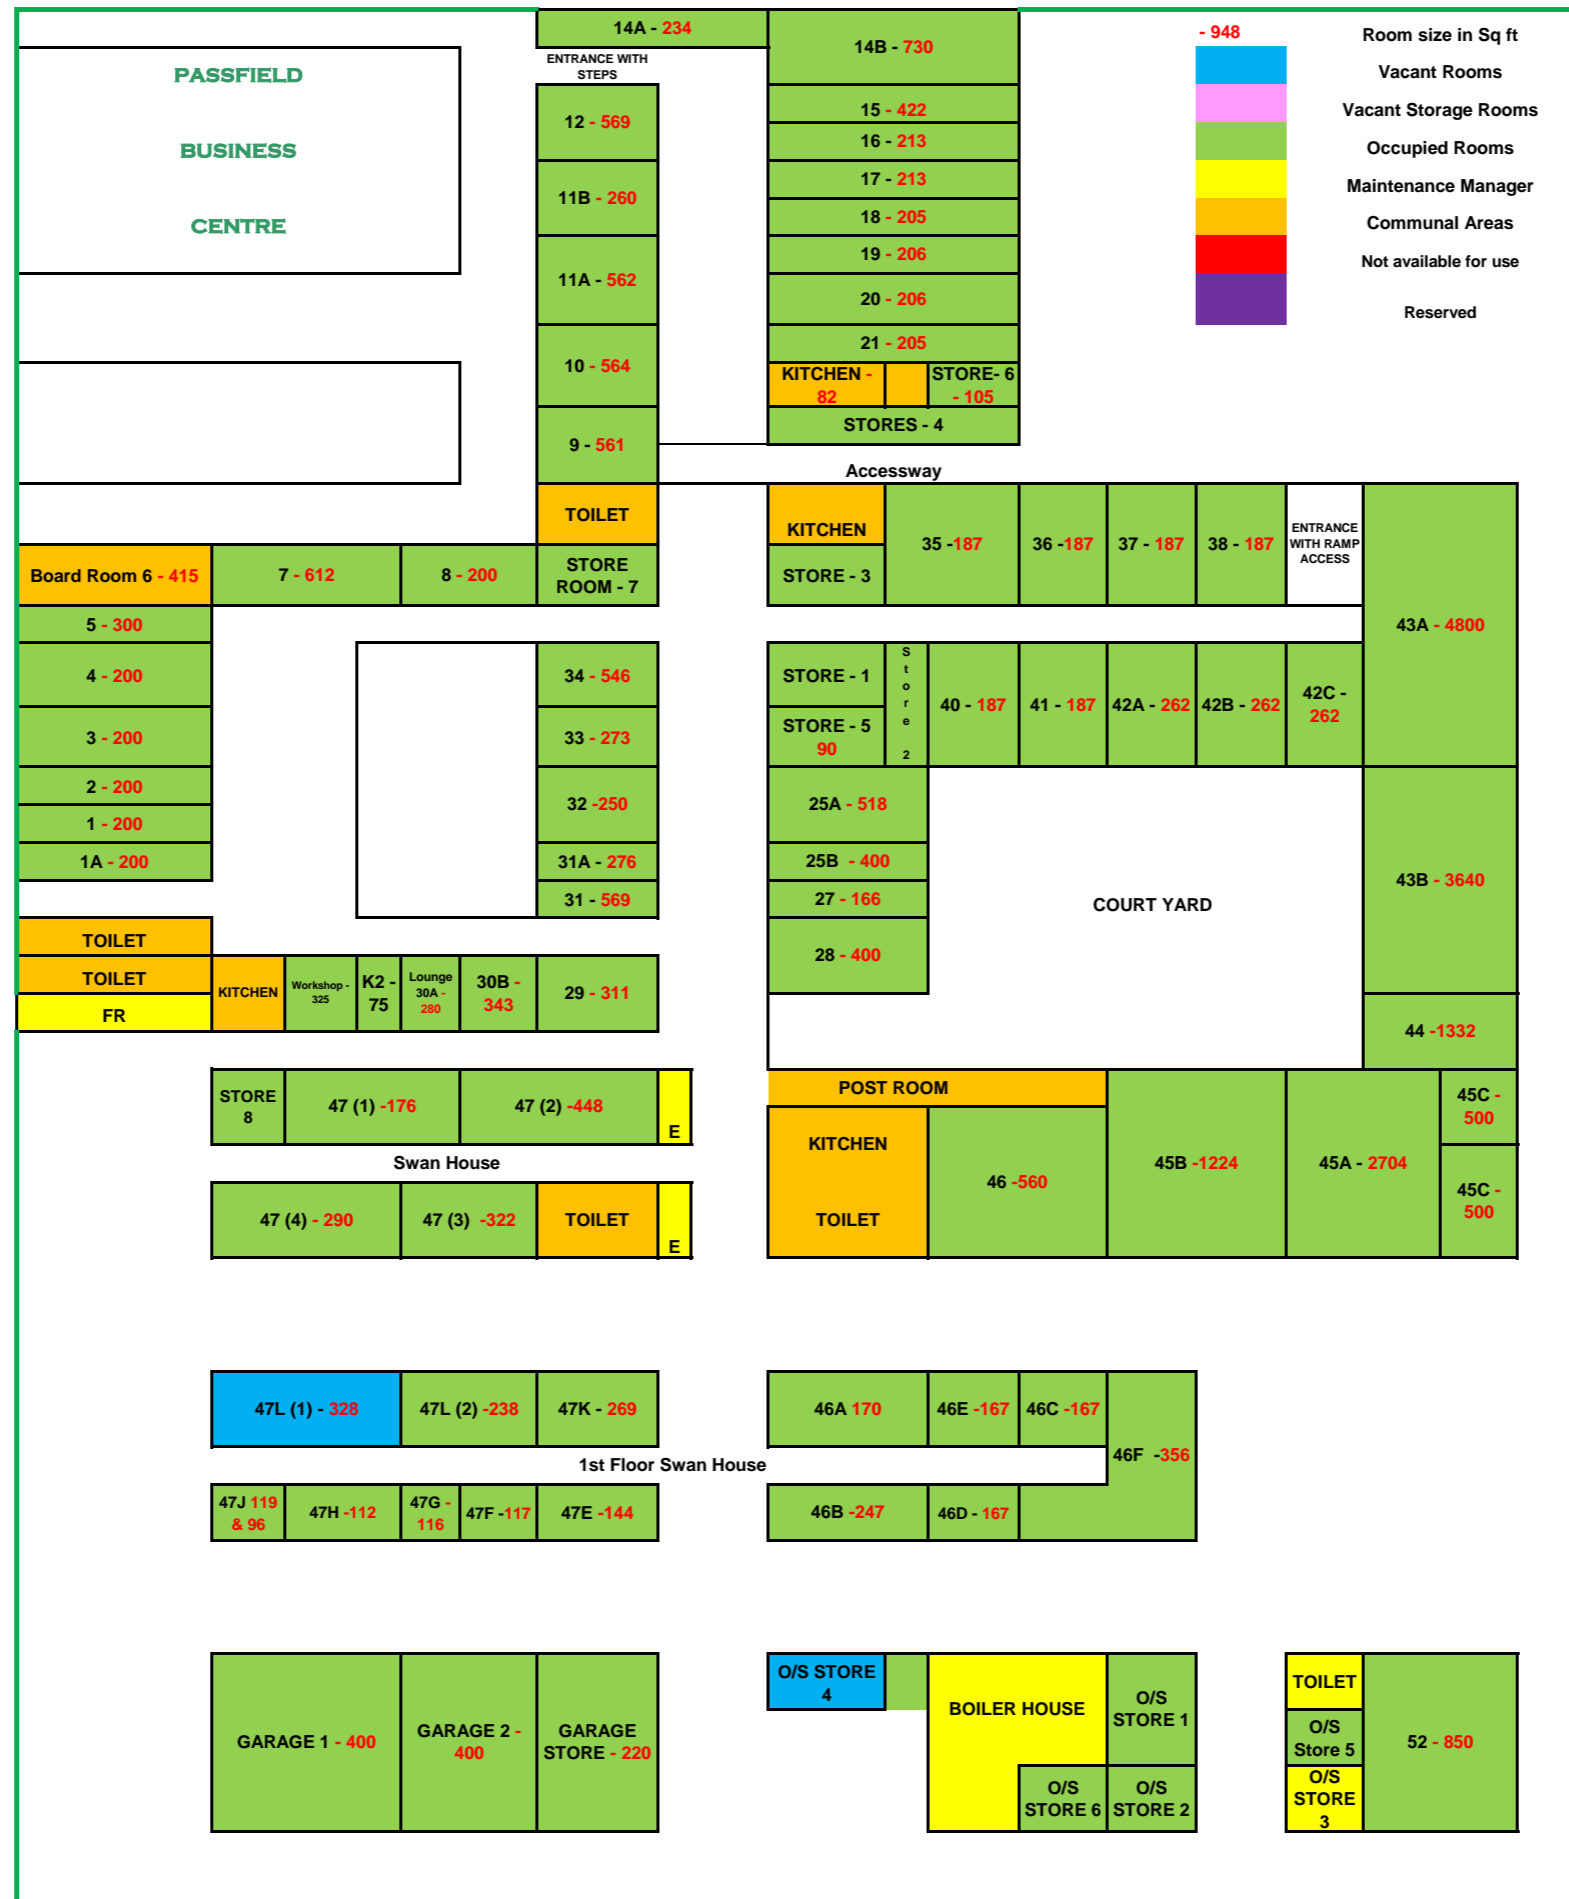 14A - 234
14B - 730
- 948 Room size in Sq ft
ENTRANCE WITH
STEPS
PASSFIELD
BUSINESS
CENTRE
Vacant Rooms
Vacant Storage Rooms
Occupied Rooms
Maintenance Manager
Communal Areas
Not available for use
Reserved
12 - 569
11B - 260
11A - 562
10 - 564
9 - 561
15 - 422
16 - 213
17 - 213
18 - 205
19 - 206
20 - 206
21 - 205
KITCHEN -
82
STORE- 6
- 105
STORES - 4
Accessway
TOILET
KITCHEN
35 -187
36 -187
37 - 187
38 - 187
ENTRANCE
WITH RAMP
ACCESS
43A - 4800
Board Room 6 - 415
7 - 612
8 - 200
STORE
ROOM - 7
STORE - 3
5 - 300
4 - 200
3 - 200
2 - 200
1 - 200
1A - 200
34 - 546
33 - 273
32 -250
31A - 276
31 - 569
STORE - 1
STORE - 5
90
S
t
o
r
e
2
40 - 187
41 - 187
42A - 262
42B - 262
42C -
262
25A - 518
25B - 400
27 - 166
28 - 400
COURT YARD
43B - 3640
44 -1332
TOILET
TOILET
FR
KITCHEN
Workshop -
325
K2 -
75
Lounge
30A -
280
30B -
343
29 - 311
STORE
8
47 (1) -176
47 (2) -448
E
Swan House
47 (4) - 290
47 (3) -322
TOILET
E
POST ROOM
KITCHEN
TOILET
46 -560
45B -1224
45A - 2704
45C -
500
45C -
500
47L (1) - 328
47L (2) -238
47K - 269
46A 170
46E -167
46C -167
46F -356
1st Floor Swan House
47J 119
& 96
47H -112
47G -
116
47F -117
47E -144
46B -247
46D - 167
GARAGE 1 - 400
GARAGE 2 -
400
GARAGE
STORE - 220
O/S STORE
4
BOILER HOUSE
O/S
STORE 1
O/S
STORE 6
O/S
STORE 2
TOILET
O/S
Store 5
O/S
STORE
3
52 - 850